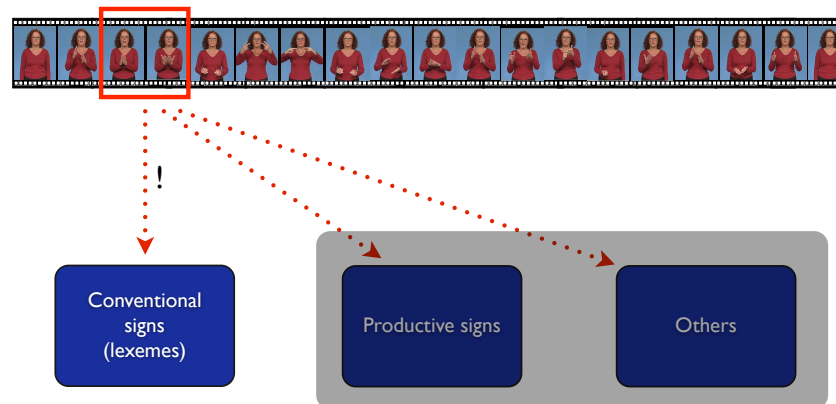 !
Conventional
signs
(lexemes)
Productive signs
Others